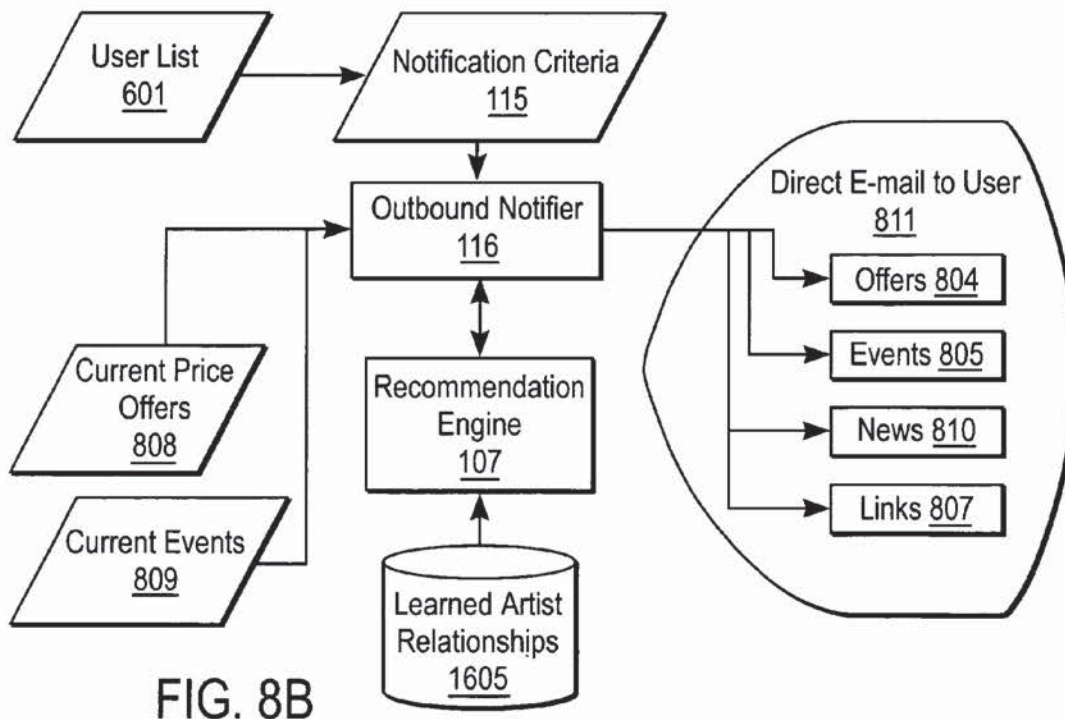 User List
601
Notification Criteria
115
Outbound Notifier
116
Direct E-mail to User
811
Offers 804
Events 805
News 810
Links 807
Current Price
Offers
808
Recommendation
Engine
107
Current Events
809
Learned Artist
Relationships
1605
FIG. 8B